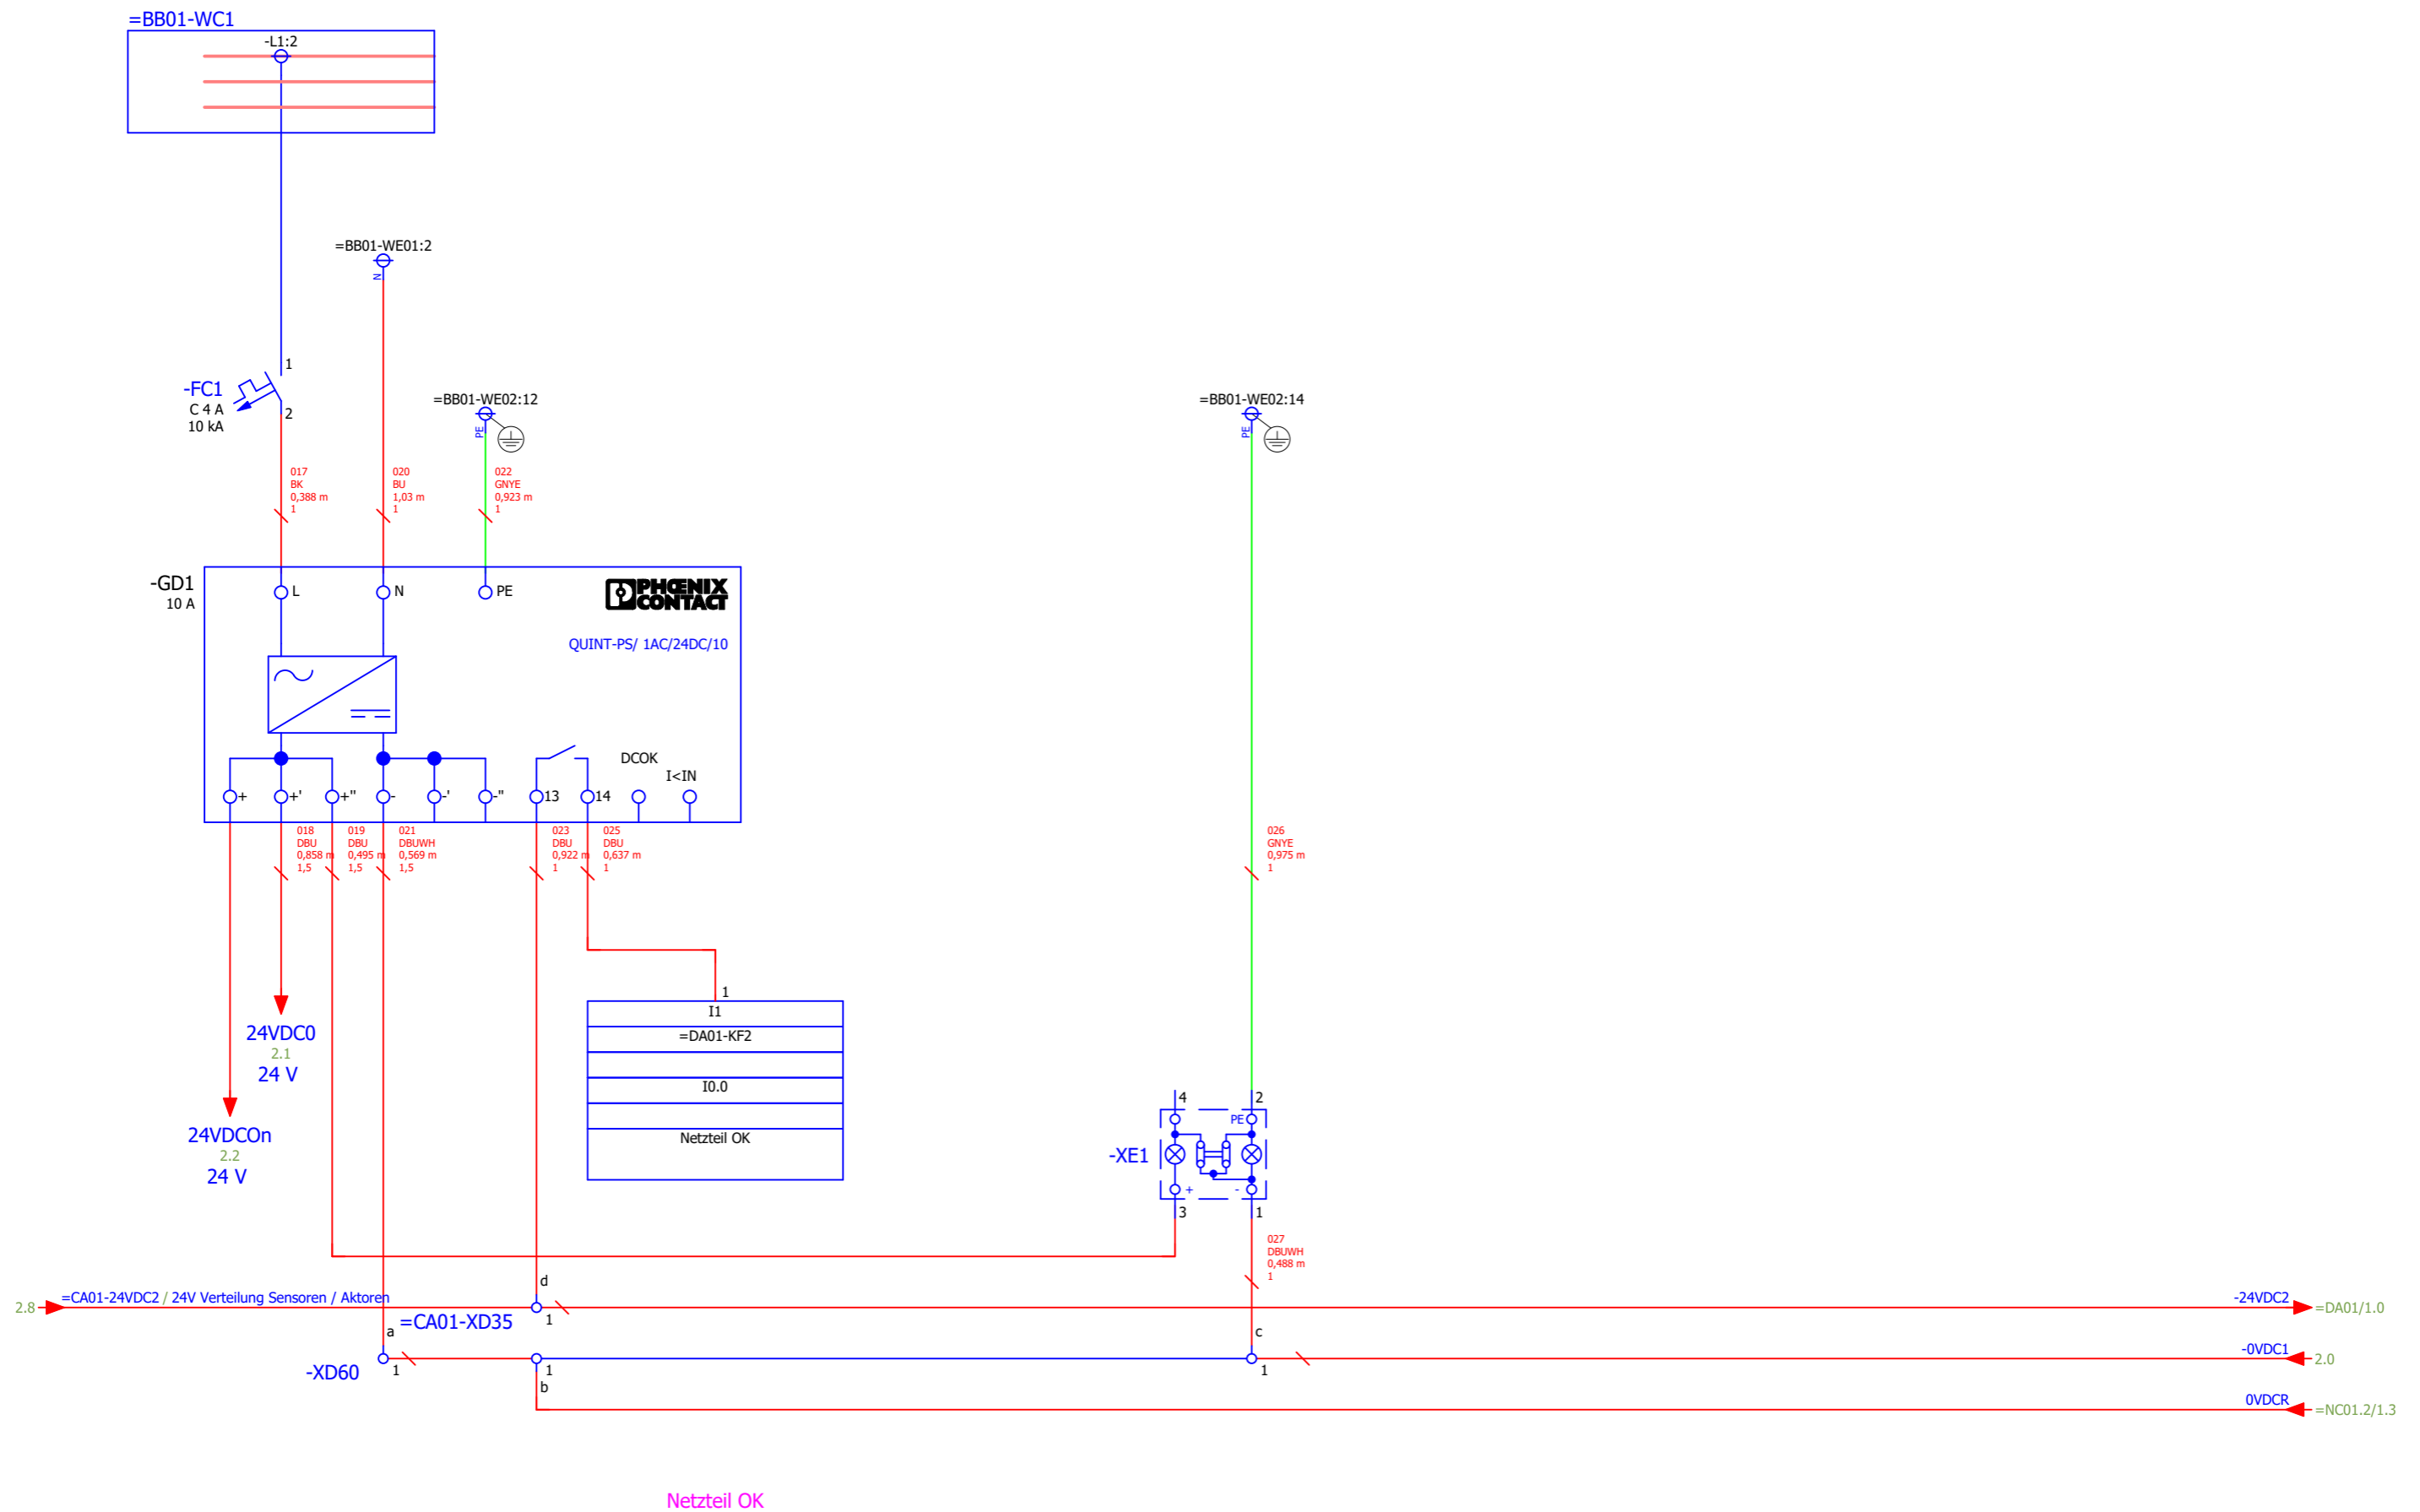 =BB01-WC1
-L1:2
=BB01-WE01:2
N
1
-FC1
C 4 A
10 kA
2
=BB01-WE02:12
PE
=BB01-WE02:14
PE
017
BK
0,388 m
1
020
BU
1,03 m
1
022
GNYE
0,923 m
1
-GD1
10 A
L
N
PE
PHŒNIX
CONTACT
QUINT-PS/ 1AC/24DC/10
DCOK
I<IN
+
+'
+"
-
-'
-"
13
14
018
DBU
0,858 m
1,5
019
DBU
0,495 m
1,5
021
DBUWH
0,569 m
1,5
023
DBU
0,922 m
1
025
DBU
0,637 m
1
026
GNYE
0,975 m
1
24VDC0
2.1
24 V
24VDCOn
2.2
24 V
1
I1
=DA01-KF2
I0.0
Netzteil OK
4
2
PE
-XE1
+
-
3
1
027
DBUWH
0,488 m
1
d
2.8
=CA01-24VDC2 / 24V Verteilung Sensoren / Aktoren
-24VDC2
=DA01/1.0
=CA01-XD35
1
a
c
-0VDC1
2.0
-XD60
1
1
1
b
0VDCR
=NC01.2/1.3
Netzteil OK